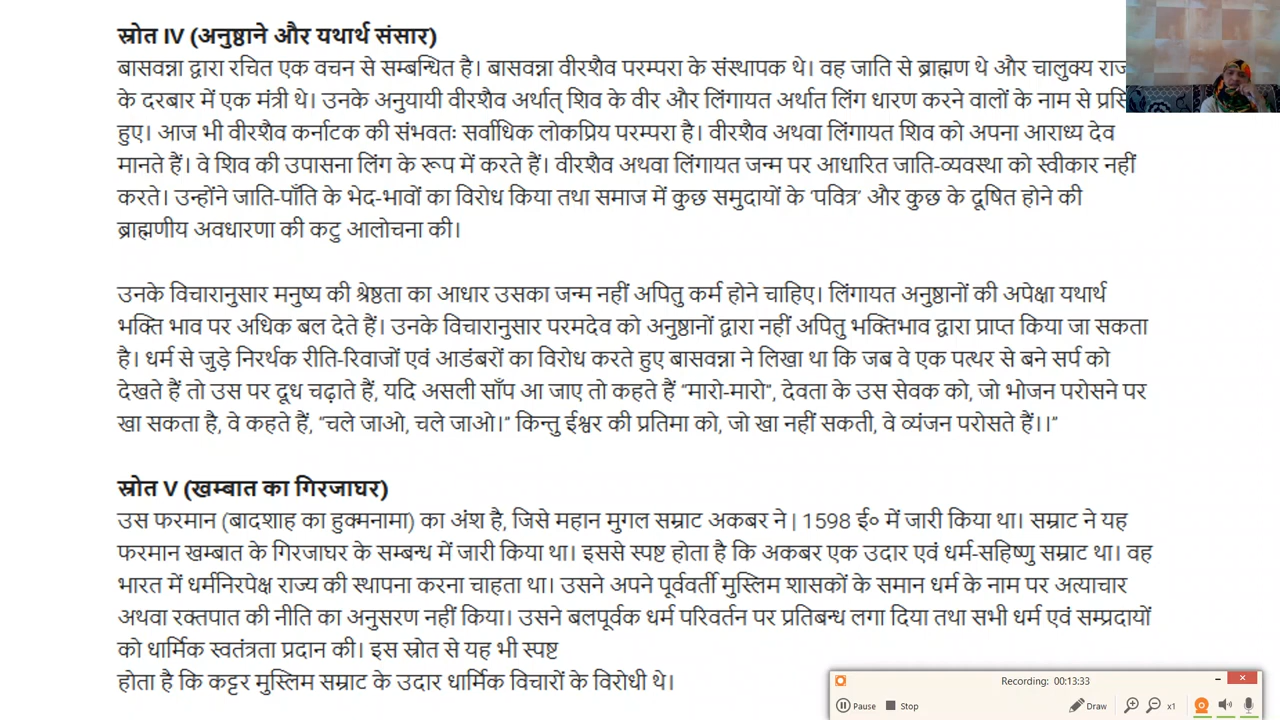 स्रोत IV (अनुष्ठाने और यथार्थ संसार)
बासवन्ना द्वारा रचित एक वचन से सम्बन्धित है। बासवन्ना वीरशैव परम्परा के संस्थापक थे। वह जाति से ब्राह्मण थे और चालुक्य राज
के दरबार में एक मंत्री थे। उनके अनुयायी वीरशैव अर्थात् शिव के वीर और लिंगायत अर्थात लिंग धारण करने वालों के नाम से
हुए। आज भी वीरशैव कर्नाटक की संभवतः सर्वाधिक लोकप्रिय परम्परा है। वीरशैव अथवा लिंगायत शिव को अपना आराध्य देव
मानते हैं। वे शिव की उपासना लिंग के रूप में करते हैं। वीरशैव अथवा लिंगायत जन्म पर आधारित जाति-व्यवस्था को स्वीकार नहीं
करते। उन्होंने जाति-पाँति के भेद-भावों का विरोध किया तथा समाज में कुछ समुदायों के ‘पवित्र’ और कुछ के दूषित होने की
ब्राह्मणीय अवधारणा की कटु आलोचना की।
उनके विचारानुसार मनुष्य की श्रेष्ठता का आधार उसका जन्म नहीं अपितु कर्म होने चाहिए। लिंगायत अनुष्ठानों की अपेक्षा यथार्थ
भक्ति भाव पर अधिक बल देते हैं। उनके विचारानुसार परमदेव को अनुष्ठानों द्वारा नहीं अपितु भक्तिभाव द्वारा प्राप्त किया जा सकता
है। धर्म से जुड़े निरर्थक रीति-रिवाजों एवं आडंबरों का विरोध करते हुए बासवन्ना ने लिखा था कि जब वे एक पत्थर से बने सर्प को
देखते हैं तो उस पर दूध चढ़ाते हैं, यदि असली साँप आ जाए तो कहते हैं “मारो-मारो”, देवता के उस सेवक को, जो भोजन परोसने पर
खा सकता है, वे कहते हैं, “चले जाओ, चले जाओ।” किन्तु ईश्वर की प्रतिमा को, जो खा नहीं सकती, वे व्यंजन परोसते हैं।।”
स्रोत V (खम्बात का गिरजाघर)
उस फरमान (बादशाह का हुक्मनामा) का अंश है, जिसे महान मुगल सम्राट अकबर ने | 1598 ई० में जारी किया था। सम्राट ने यह
फरमान खम्बात के गिरजाघर के सम्बन्ध में जारी किया था। इससे स्पष्ट होता है कि अकबर एक उदार एवं धर्म-सहिष्णु सम्राट था। वह
भारत में धर्मनिरपेक्ष राज्य की स्थापना करना चाहता था। उसने अपने पूर्ववर्ती मुस्लिम शासकों के समान धर्म के नाम पर अत्याचार
अथवा रक्तपात की नीति का अनुसरण नहीं किया। उसने बलपूर्वक धर्म परिवर्तन पर प्रतिबन्ध लगा दिया तथा सभी धर्म एवं सम्प्रदायों
को धार्मिक स्वतंत्रता प्रदान की। इस स्रोत से यह भी स्पष्ट
होता है कि कट्टर मुस्लिम सम्राट के उदार धार्मिक विचारों के विरोधी थे।
Recording: 00:13:33
Pause Stop Draw x1